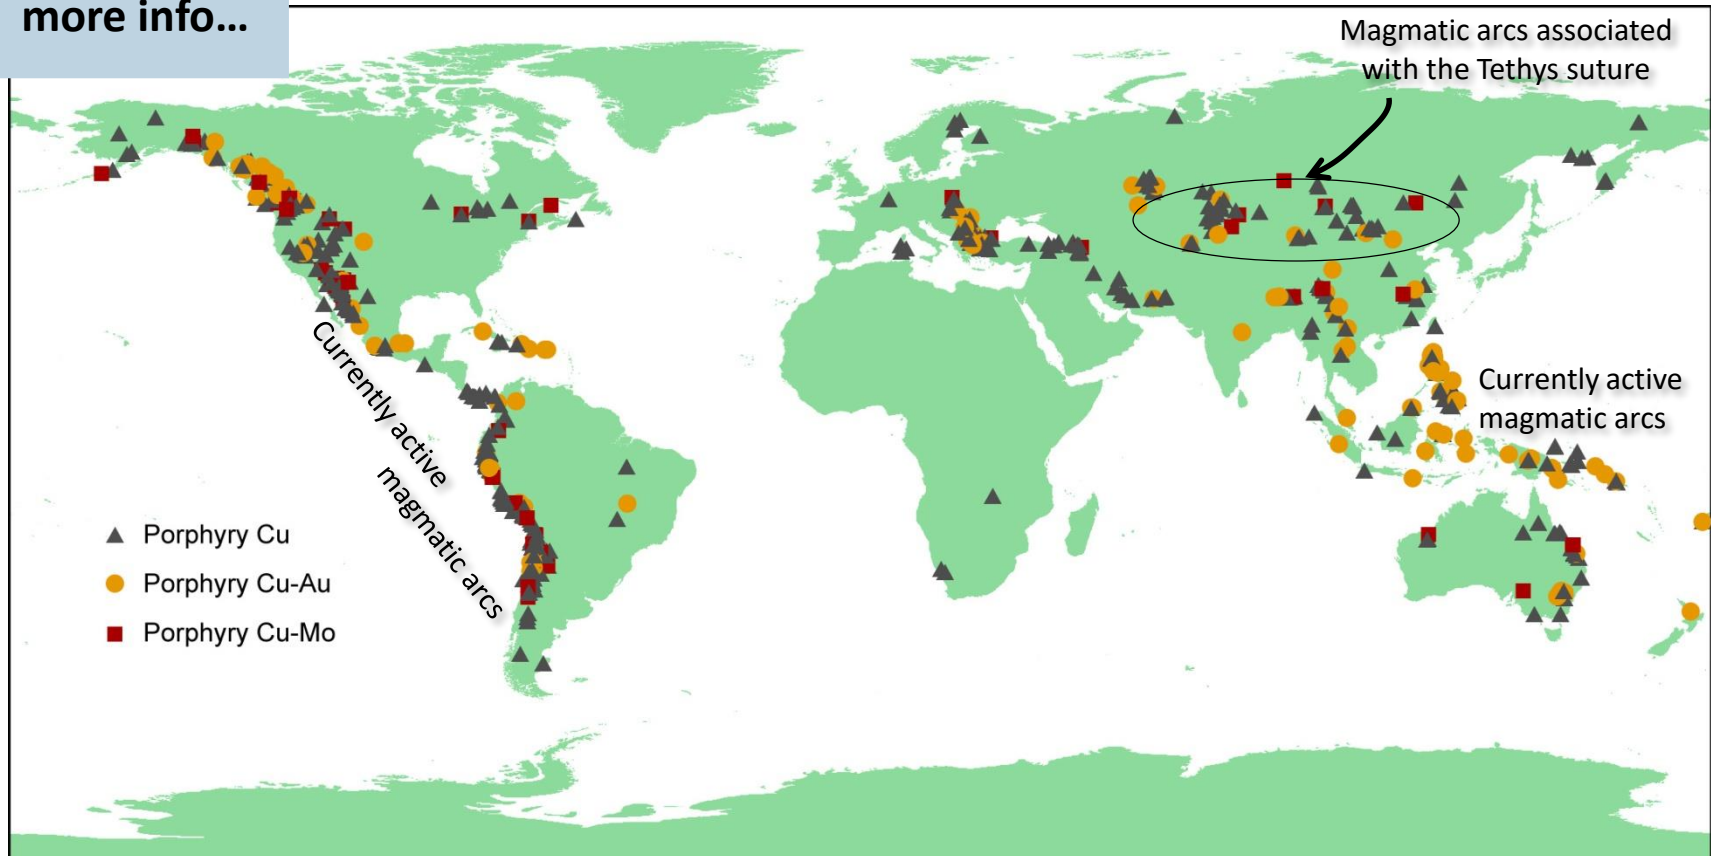 more info…
Magmatic arcs associated
with the Tethys suture
Currently active
magmatic arcs
Currently active
magmatic arcs
Porphyry Cu
Porphyry Cu-Au
Porphyry Cu-Mo